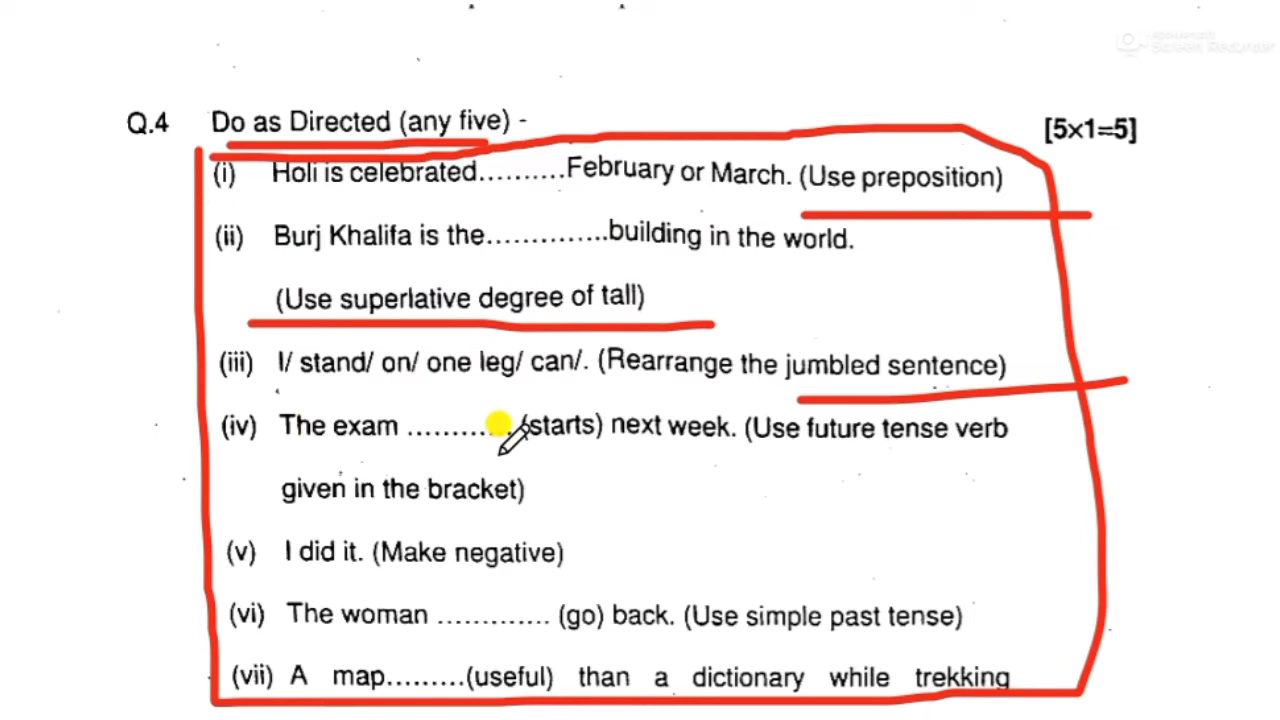 Q.4 Do as Directed (any five) - [5×1=5]
(i) Holi is celebrated..........February or March. (Use preposition)
(ii) Burj Khalifa is the..............building in the world.
(Use superlative degree of tall)
(iii) I/ stand/ on/ one leg/ can/. (Rearrange the jumbled sentence)
(iv) The exam ............(starts) next week. (Use future tense verb
given in the bracket)
(v) I did it. (Make negative)
(vi) The woman ............. (go) back. (Use simple past tense)
(vii) A map.........(useful) than a dictionary while trekking
Screen Recorder